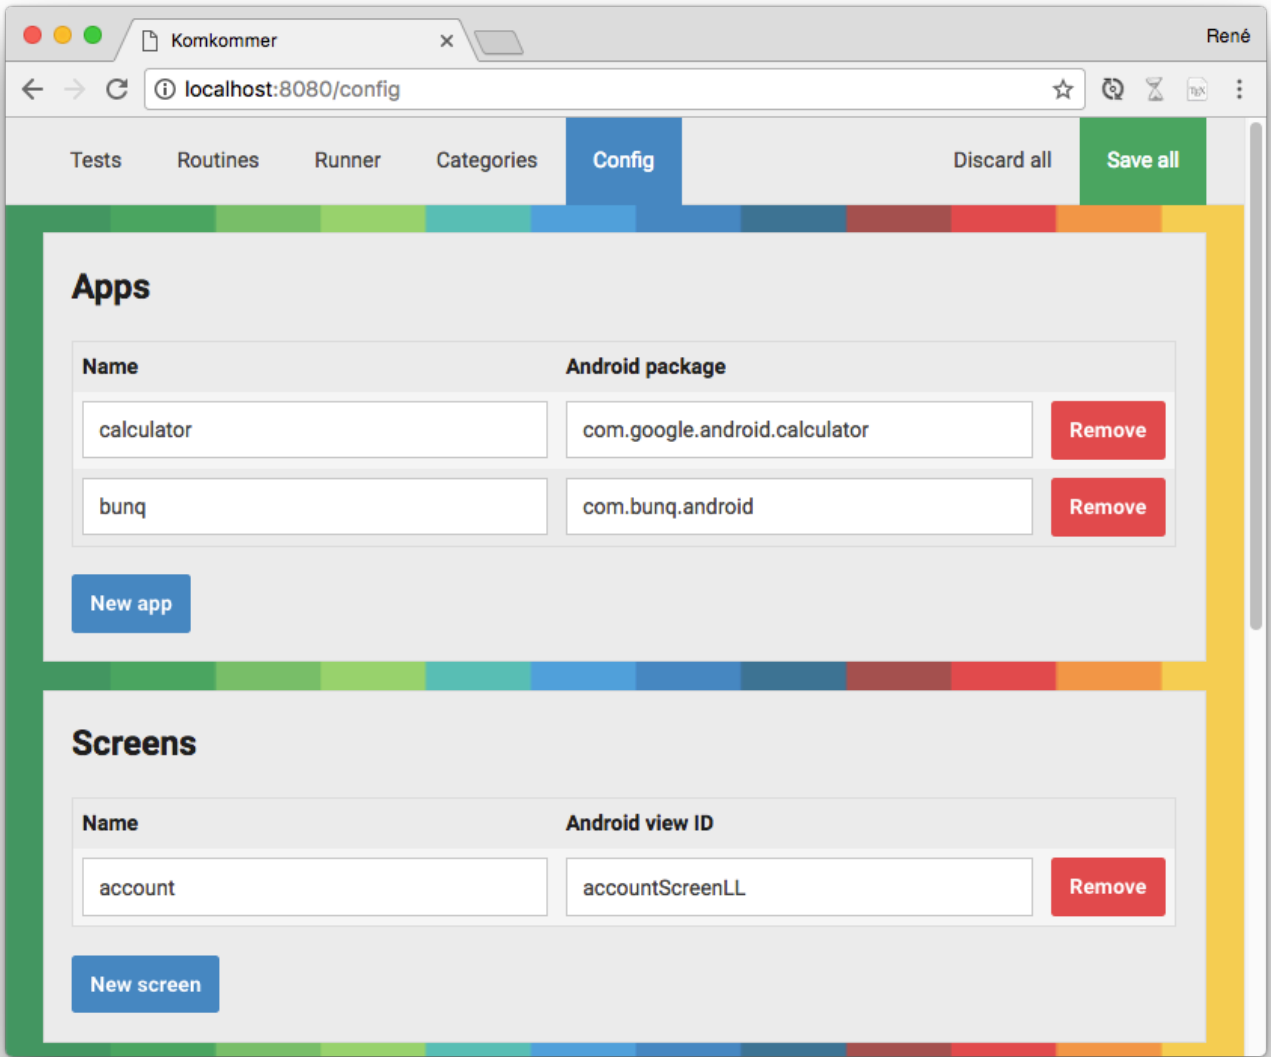 Komkommer
René
localhost:8080/config
TEX
Tests Routines Runner Categories Config Discard all Save all
Apps
Name Android package
calculator com.google.android.calculator Remove
bunq com.bunq.android Remove
New app
Screens
Name Android view ID
account accountScreenLL Remove
New screen